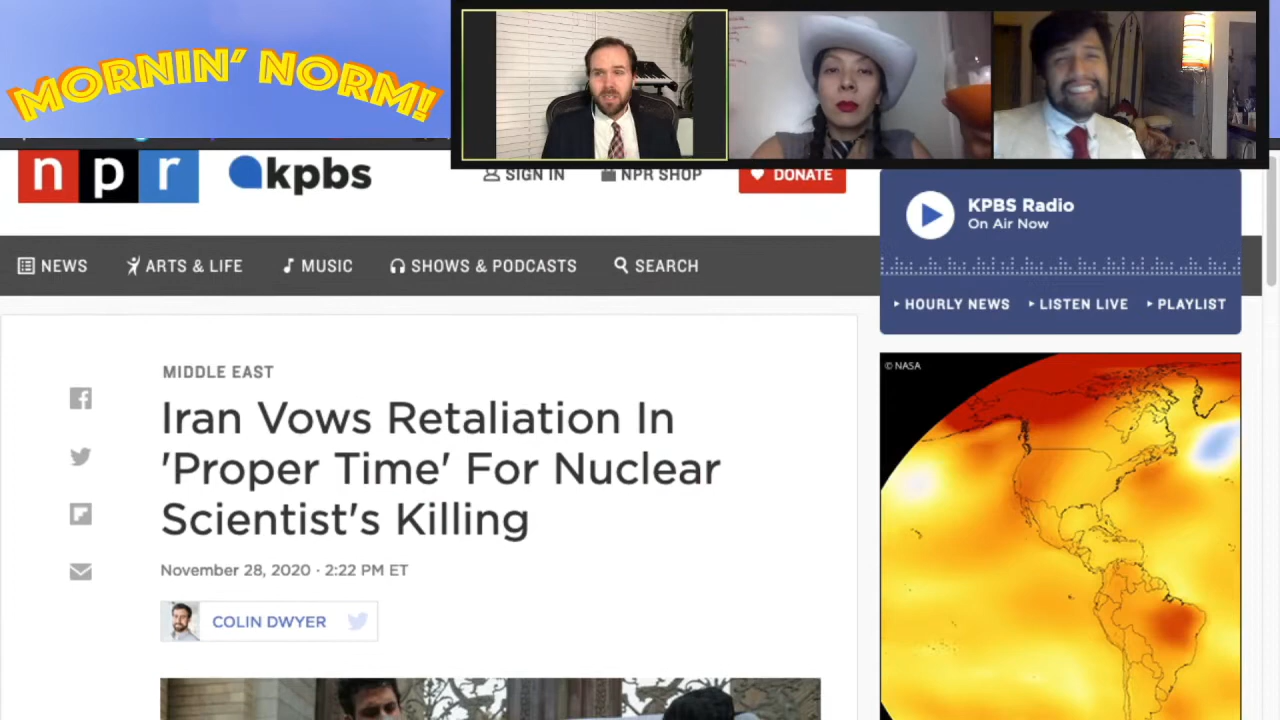 MORNIN' NORM!
npr kpbs
SIGN IN NPR SHOP DONATE
KPBS Radio
On Air Now
NEWS ARTS & LIFE MUSIC SHOWS & PODCASTS SEARCH
HOURLY NEWS LISTEN LIVE PLAYLIST
© NASA
MIDDLE EAST
Iran Vows Retaliation In
'Proper Time' For Nuclear
Scientist's Killing
November 28, 2020 · 2:22 PM ET
COLIN DWYER